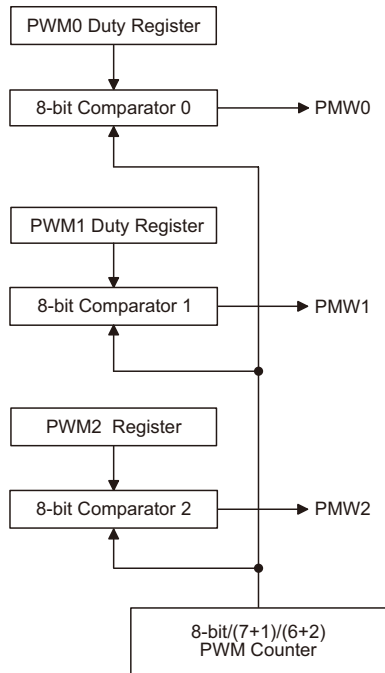 PWM0 Duty Register
8-bit Comparator 0
PMW0
PWM1 Duty Register
8-bit Comparator 1
PMW1
PWM2 Register
8-bit Comparator 2
PMW2
8-bit/(7+1)/(6+2)
PWM Counter